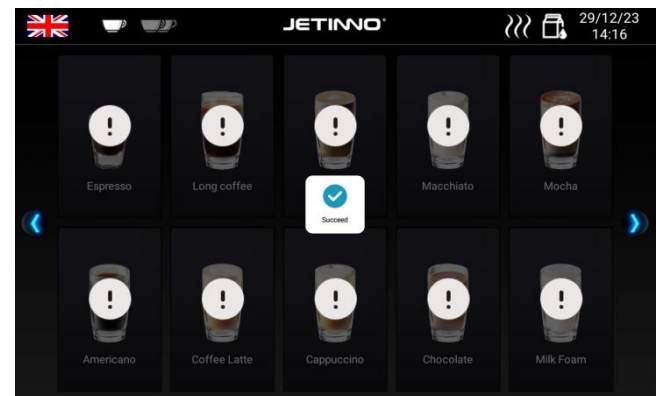 JETINNO
29/12/23
14:16
Espresso
Long coffee
Macchiato
Mocha
Succeed
Americano
Coffee Latte
Cappuccino
Chocolate
Milk Foam